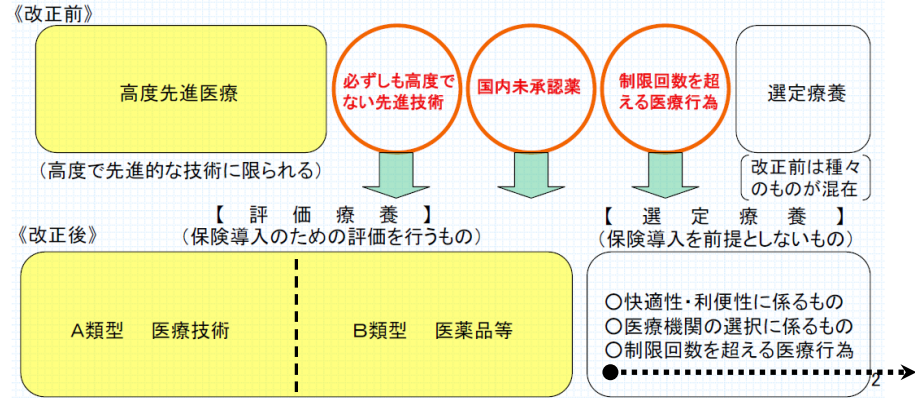 《改正前》
高度先進医療
必ずしも高度で
ない先進技術
国内未承認薬
制限回数を超
える医療行為
選定療養
(高度で先進的な技術に限られる)
改正前は種々
のものが混在
【 評 価 療 養 】
【 選 定 療 養 】
《改正後》
(保険導入のための評価を行うもの)
(保険導入を前提としないもの)
A類型 医療技術
B類型 医薬品等
○快適性・利便性に係るもの
○医療機関の選択に係るもの
○制限回数を超える医療行為
2